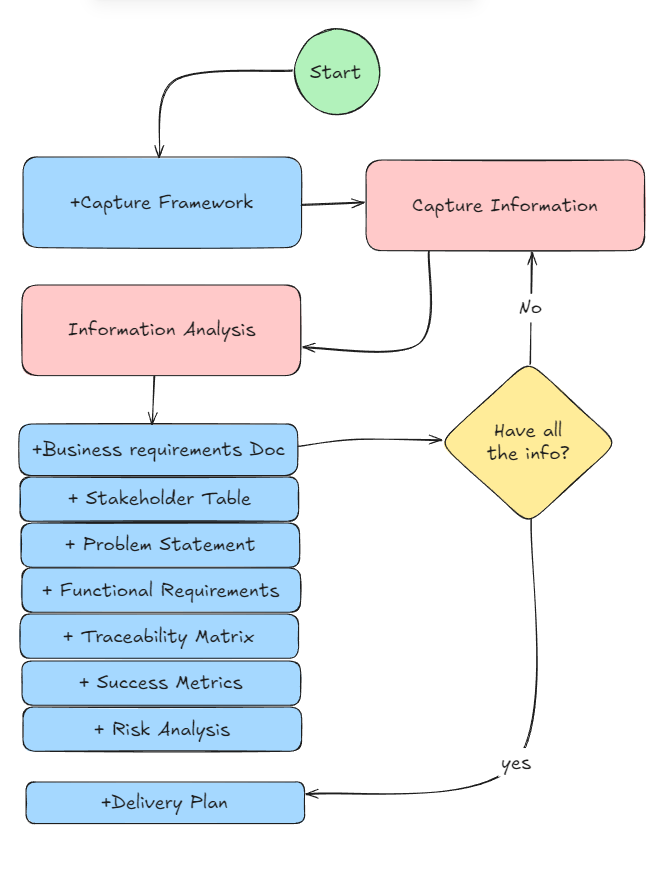 Start
+Capture Framework
Capture Information
Information Analysis
No
+Business requirements Doc
Have all
the info?
+ Stakeholder Table
+ Problem Statement
+ Functional Requirements
+ Traceability Matrix
+ Success Metrics
+ Risk Analysis
yes
+Delivery Plan